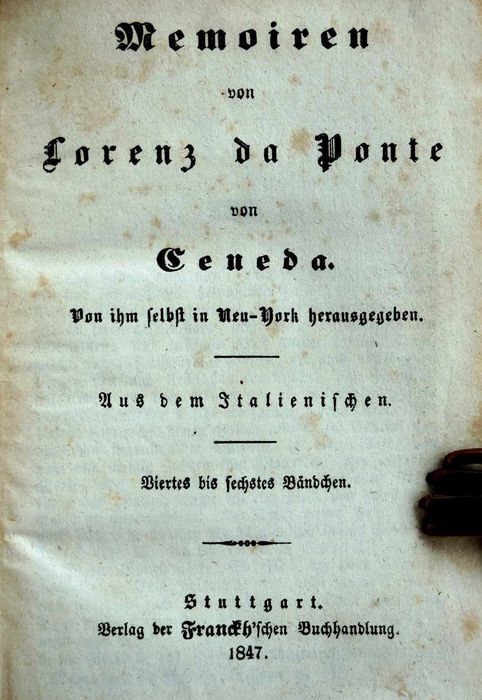 Memoiren
von
Lorenz da Ponte
von
Ceneda.
Von ihm selbst in Neu-York herausgegeben.
Aus dem Italienischen.
Viertes bis sechstes Bändchen.
Stuttgart.
Verlag der Franckh'schen Buchhandlung.
1847.